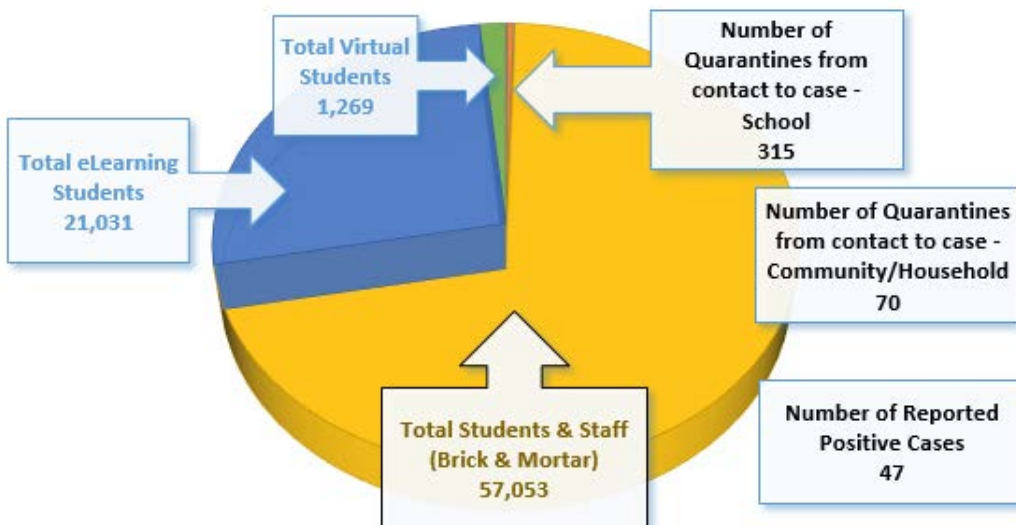 Total Virtual
Students
1,269
Number of
Quarantines from
contact to case -
School
315
Total eLearning
Students
21,031
Number of Quarantines
from contact to case -
Community/Household
70
Total Students & Staff
(Brick & Mortar)
57,053
Number of Reported
Positive Cases
47